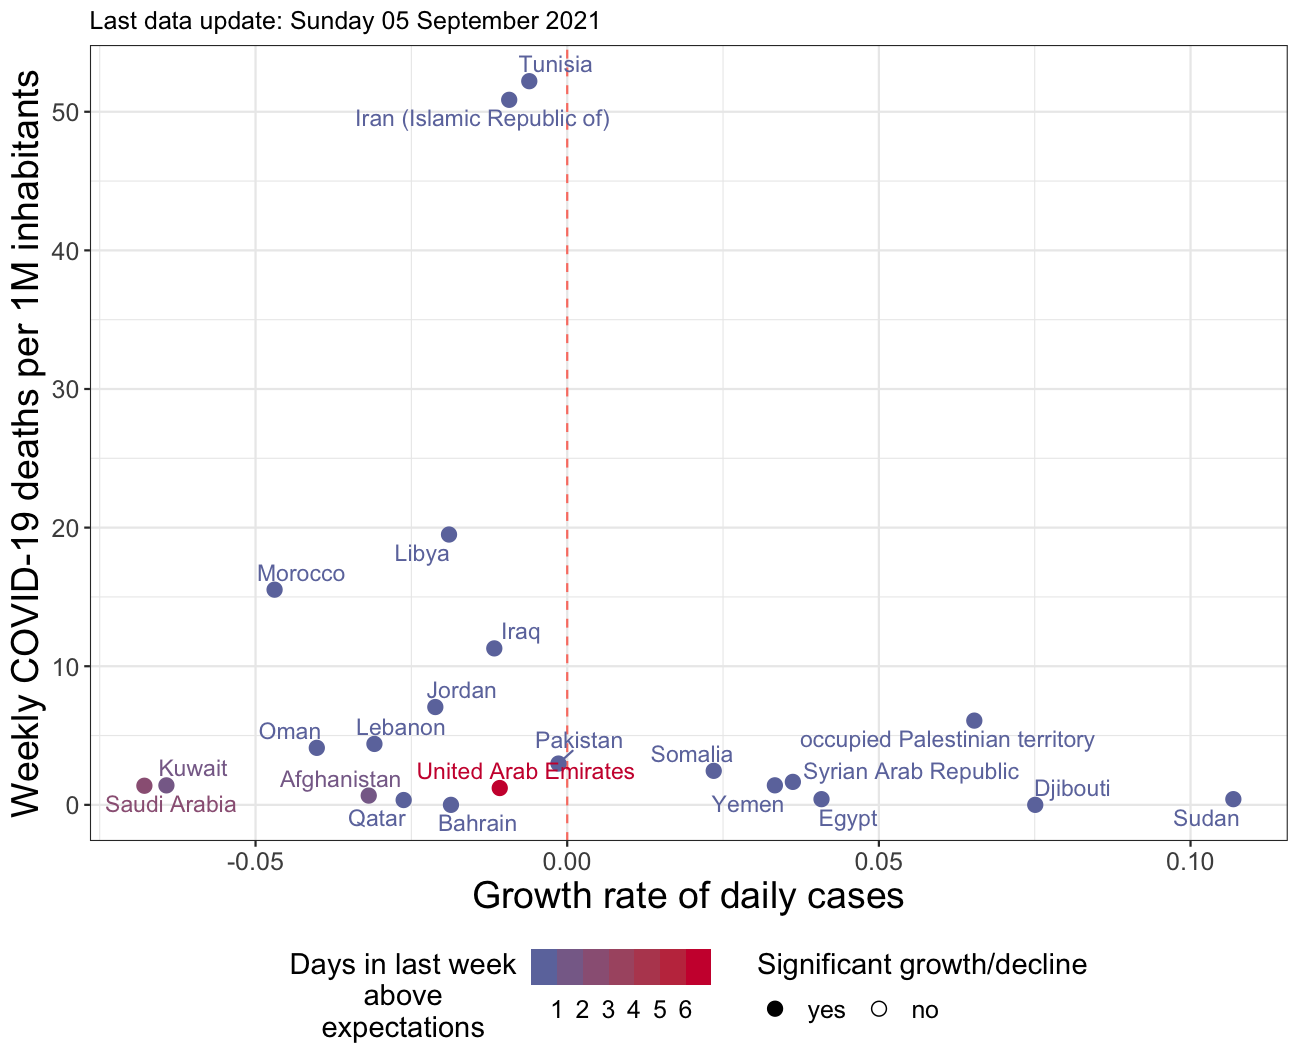 Last data update: Sunday 05 September 2021
Weekly COVID-19 deaths per 1M inhabitants
50
40
30
20
10
0
Tunisia
Iran (Islamic Republic of)
Libya
Morocco
Iraq
Jordan
Oman
Lebanon
Pakistan
Somalia
occupied Palestinian territory
Kuwait
Afghanistan
United Arab Emirates
Syrian Arab Republic
Djibouti
Saudi Arabia
Yemen
Qatar
Bahrain
Egypt
Sudan
-0.05 0.00 0.05 0.10
Growth rate of daily cases
Days in last week
above
expectations
1 2 3 4 5 6
Significant growth/decline
yes no